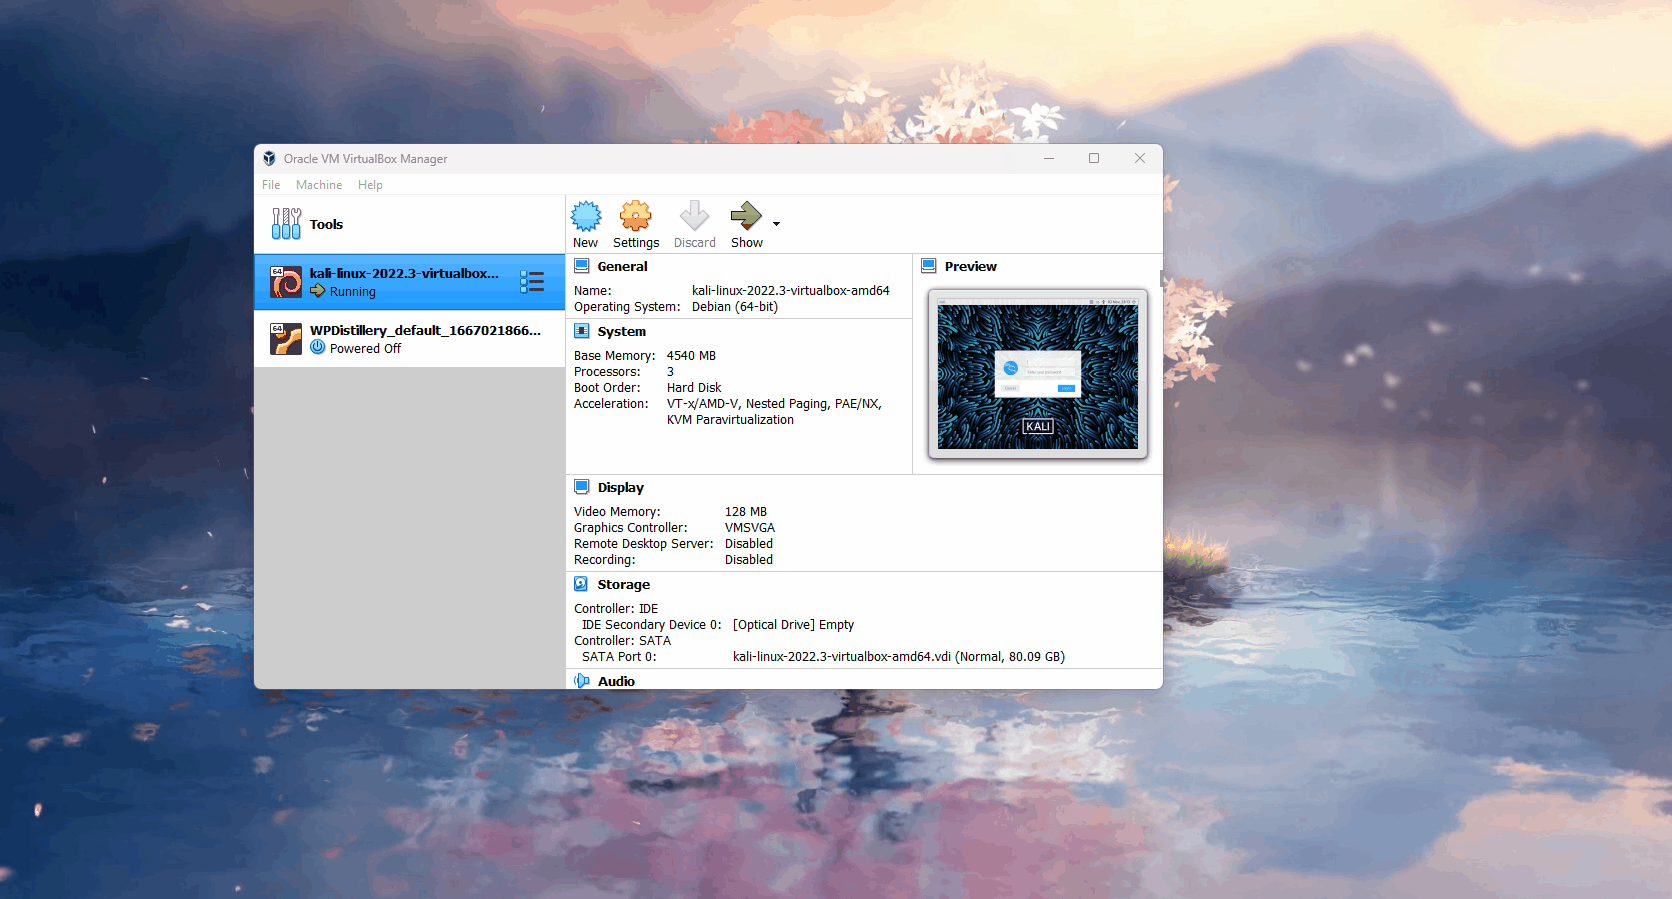 Oracle VM VirtualBox Manager
File Machine Help
Tools
New Settings Discard Show
64
kali-linux-2022.3-virtualbox...
Running
64
WPDistillery_default_1667021866...
Powered Off
General
Name: kali-linux-2022.3-virtualbox-amd64
Operating System: Debian (64-bit)
System
Base Memory: 4540 MB
Processors: 3
Boot Order: Hard Disk
Acceleration: VT-x/AMD-V, Nested Paging, PAE/NX,
KVM Paravirtualization
Preview
KALI
Display
Video Memory: 128 MB
Graphics Controller: VMSVGA
Remote Desktop Server: Disabled
Recording: Disabled
Storage
Controller: IDE
IDE Secondary Device 0: [Optical Drive] Empty
Controller: SATA
SATA Port 0: kali-linux-2022.3-virtualbox-amd64.vdi (Normal, 80.09 GB)
Audio